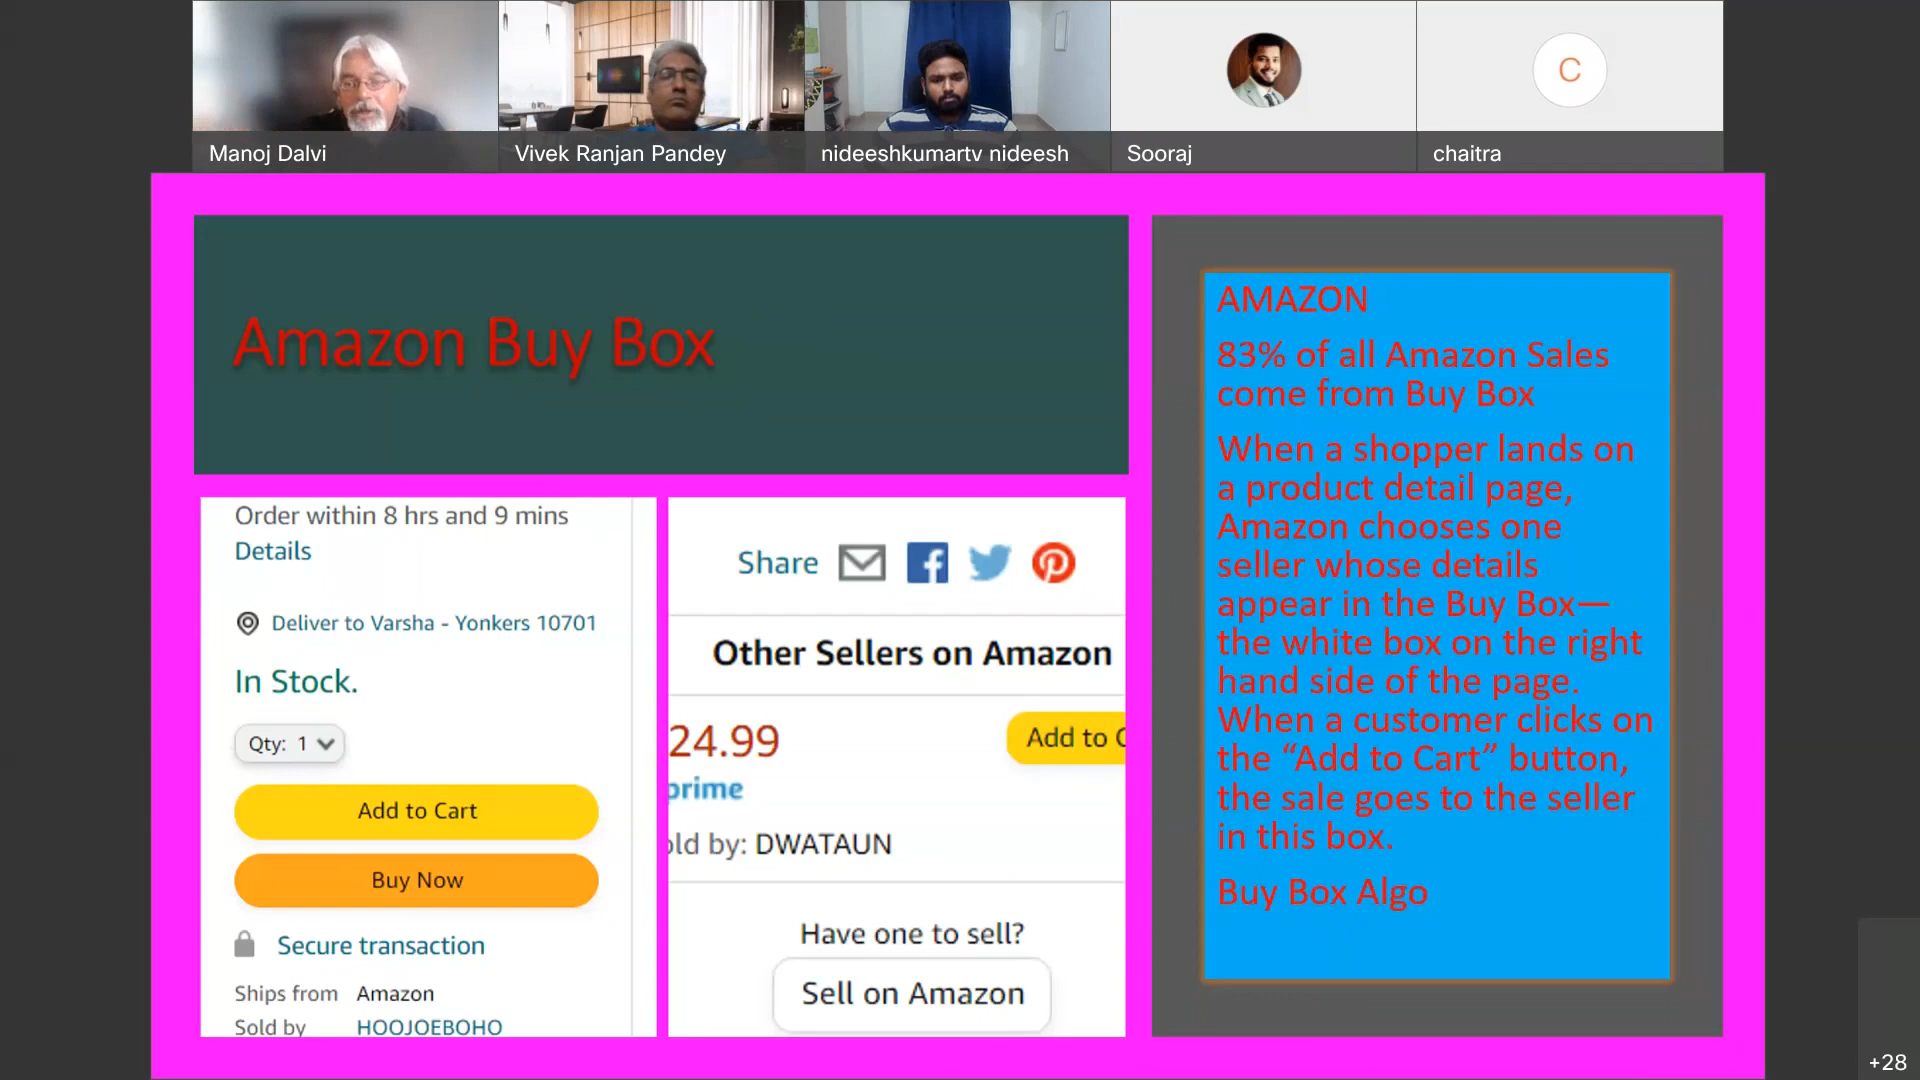 Manoj Dalvi
Vivek Ranjan Pandey
nideeshkumartv nideesh
Sooraj
C
chaitra
Amazon Buy Box
Order within 8 hrs and 9 mins
Details
Deliver to Varsha - Yonkers 10701
In Stock.
Qty: 1
Add to Cart
Buy Now
Secure transaction
Ships from Amazon
Sold by HOOJOEBOHO
Share
Other Sellers on Amazon
24.99
Add to C
prime
old by: DWATAUN
Have one to sell?
Sell on Amazon
AMAZON
83% of all Amazon Sales
come from Buy Box
When a shopper lands on
a product detail page,
Amazon chooses one
seller whose details
appear in the Buy Box—
the white box on the right
hand side of the page.
When a customer clicks on
the “Add to Cart” button,
the sale goes to the seller
in this box.
Buy Box Algo
+28